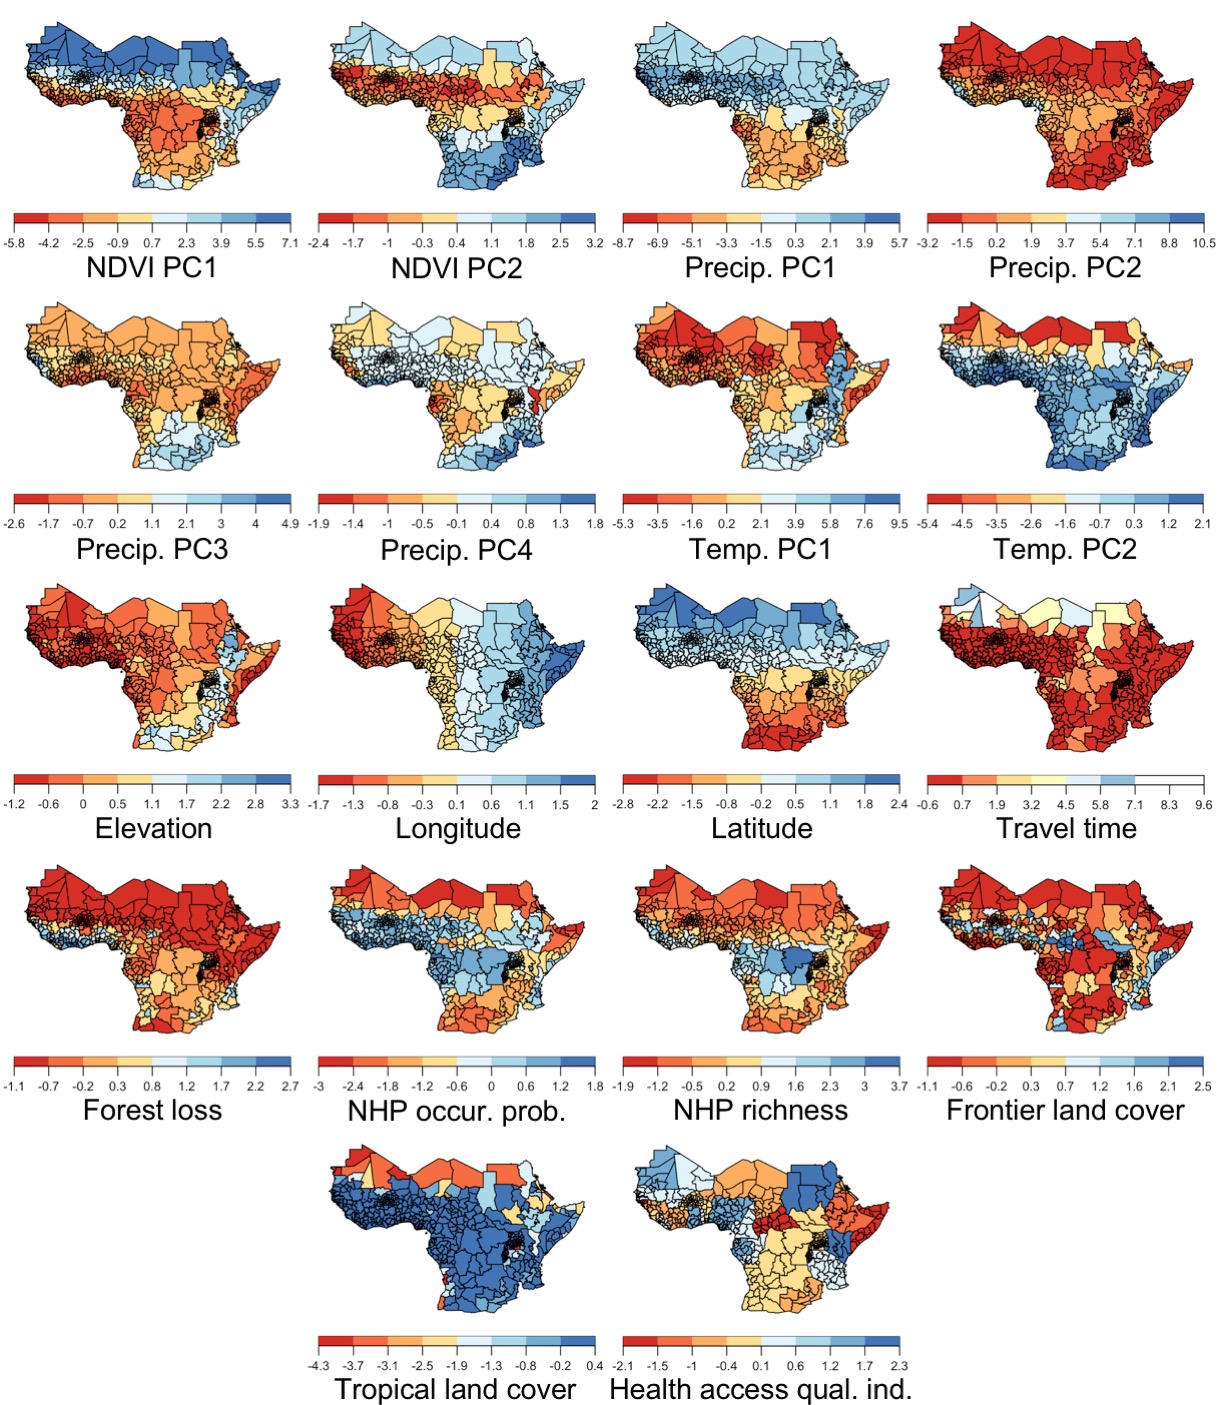 -5.8 -4.2 -2.5 -0.9 0.7 2.3 3.9 5.5 7.1
NDVI PC1
-2.4 -1.7 -1 -0.3 0.4 1.1 1.8 2.5 3.2
NDVI PC2
-8.7 -6.9 -5.1 -3.3 -1.5 0.3 2.1 3.9 5.7
Precip. PC1
-3.2 -1.5 0.2 1.9 3.7 5.4 7.1 8.8 10.5
Precip. PC2
-2.6 -1.7 -0.7 0.2 1.1 2.1 3 4 4.9
Precip. PC3
-1.9 -1.4 -1 -0.5 -0.1 0.4 0.8 1.3 1.8
Precip. PC4
-5.3 -3.5 -1.6 0.2 2.1 3.9 5.8 7.6 9.5
Temp. PC1
-5.4 -4.5 -3.5 -2.6 -1.6 -0.7 0.3 1.2 2.1
Temp. PC2
-1.2 -0.6 0 0.5 1.1 1.7 2.2 2.8 3.3
Elevation
-1.7 -1.3 -0.8 -0.3 0.1 0.6 1.1 1.5 2
Longitude
-2.8 -2.2 -1.5 -0.8 -0.2 0.5 1.1 1.8 2.4
Latitude
-0.6 0.7 1.9 3.2 4.5 5.8 7.1 8.3 9.6
Travel time
-1.1 -0.7 -0.2 0.3 0.8 1.2 1.7 2.2 2.7
Forest loss
-3 -2.4 -1.8 -1.2 -0.6 0 0.6 1.2 1.8
NHP occur. prob.
-1.9 -1.2 -0.5 0.2 0.9 1.6 2.3 3 3.7
NHP richness
-1.1 -0.6 -0.2 0.3 0.7 1.2 1.6 2.1 2.5
Frontier land cover
-4.3 -3.7 -3.1 -2.5 -1.9 -1.3 -0.8 -0.2 0.4
Tropical land cover
-2.1 -1.5 -1 -0.4 0.1 0.6 1.2 1.7 2.3
Health access qual. ind.